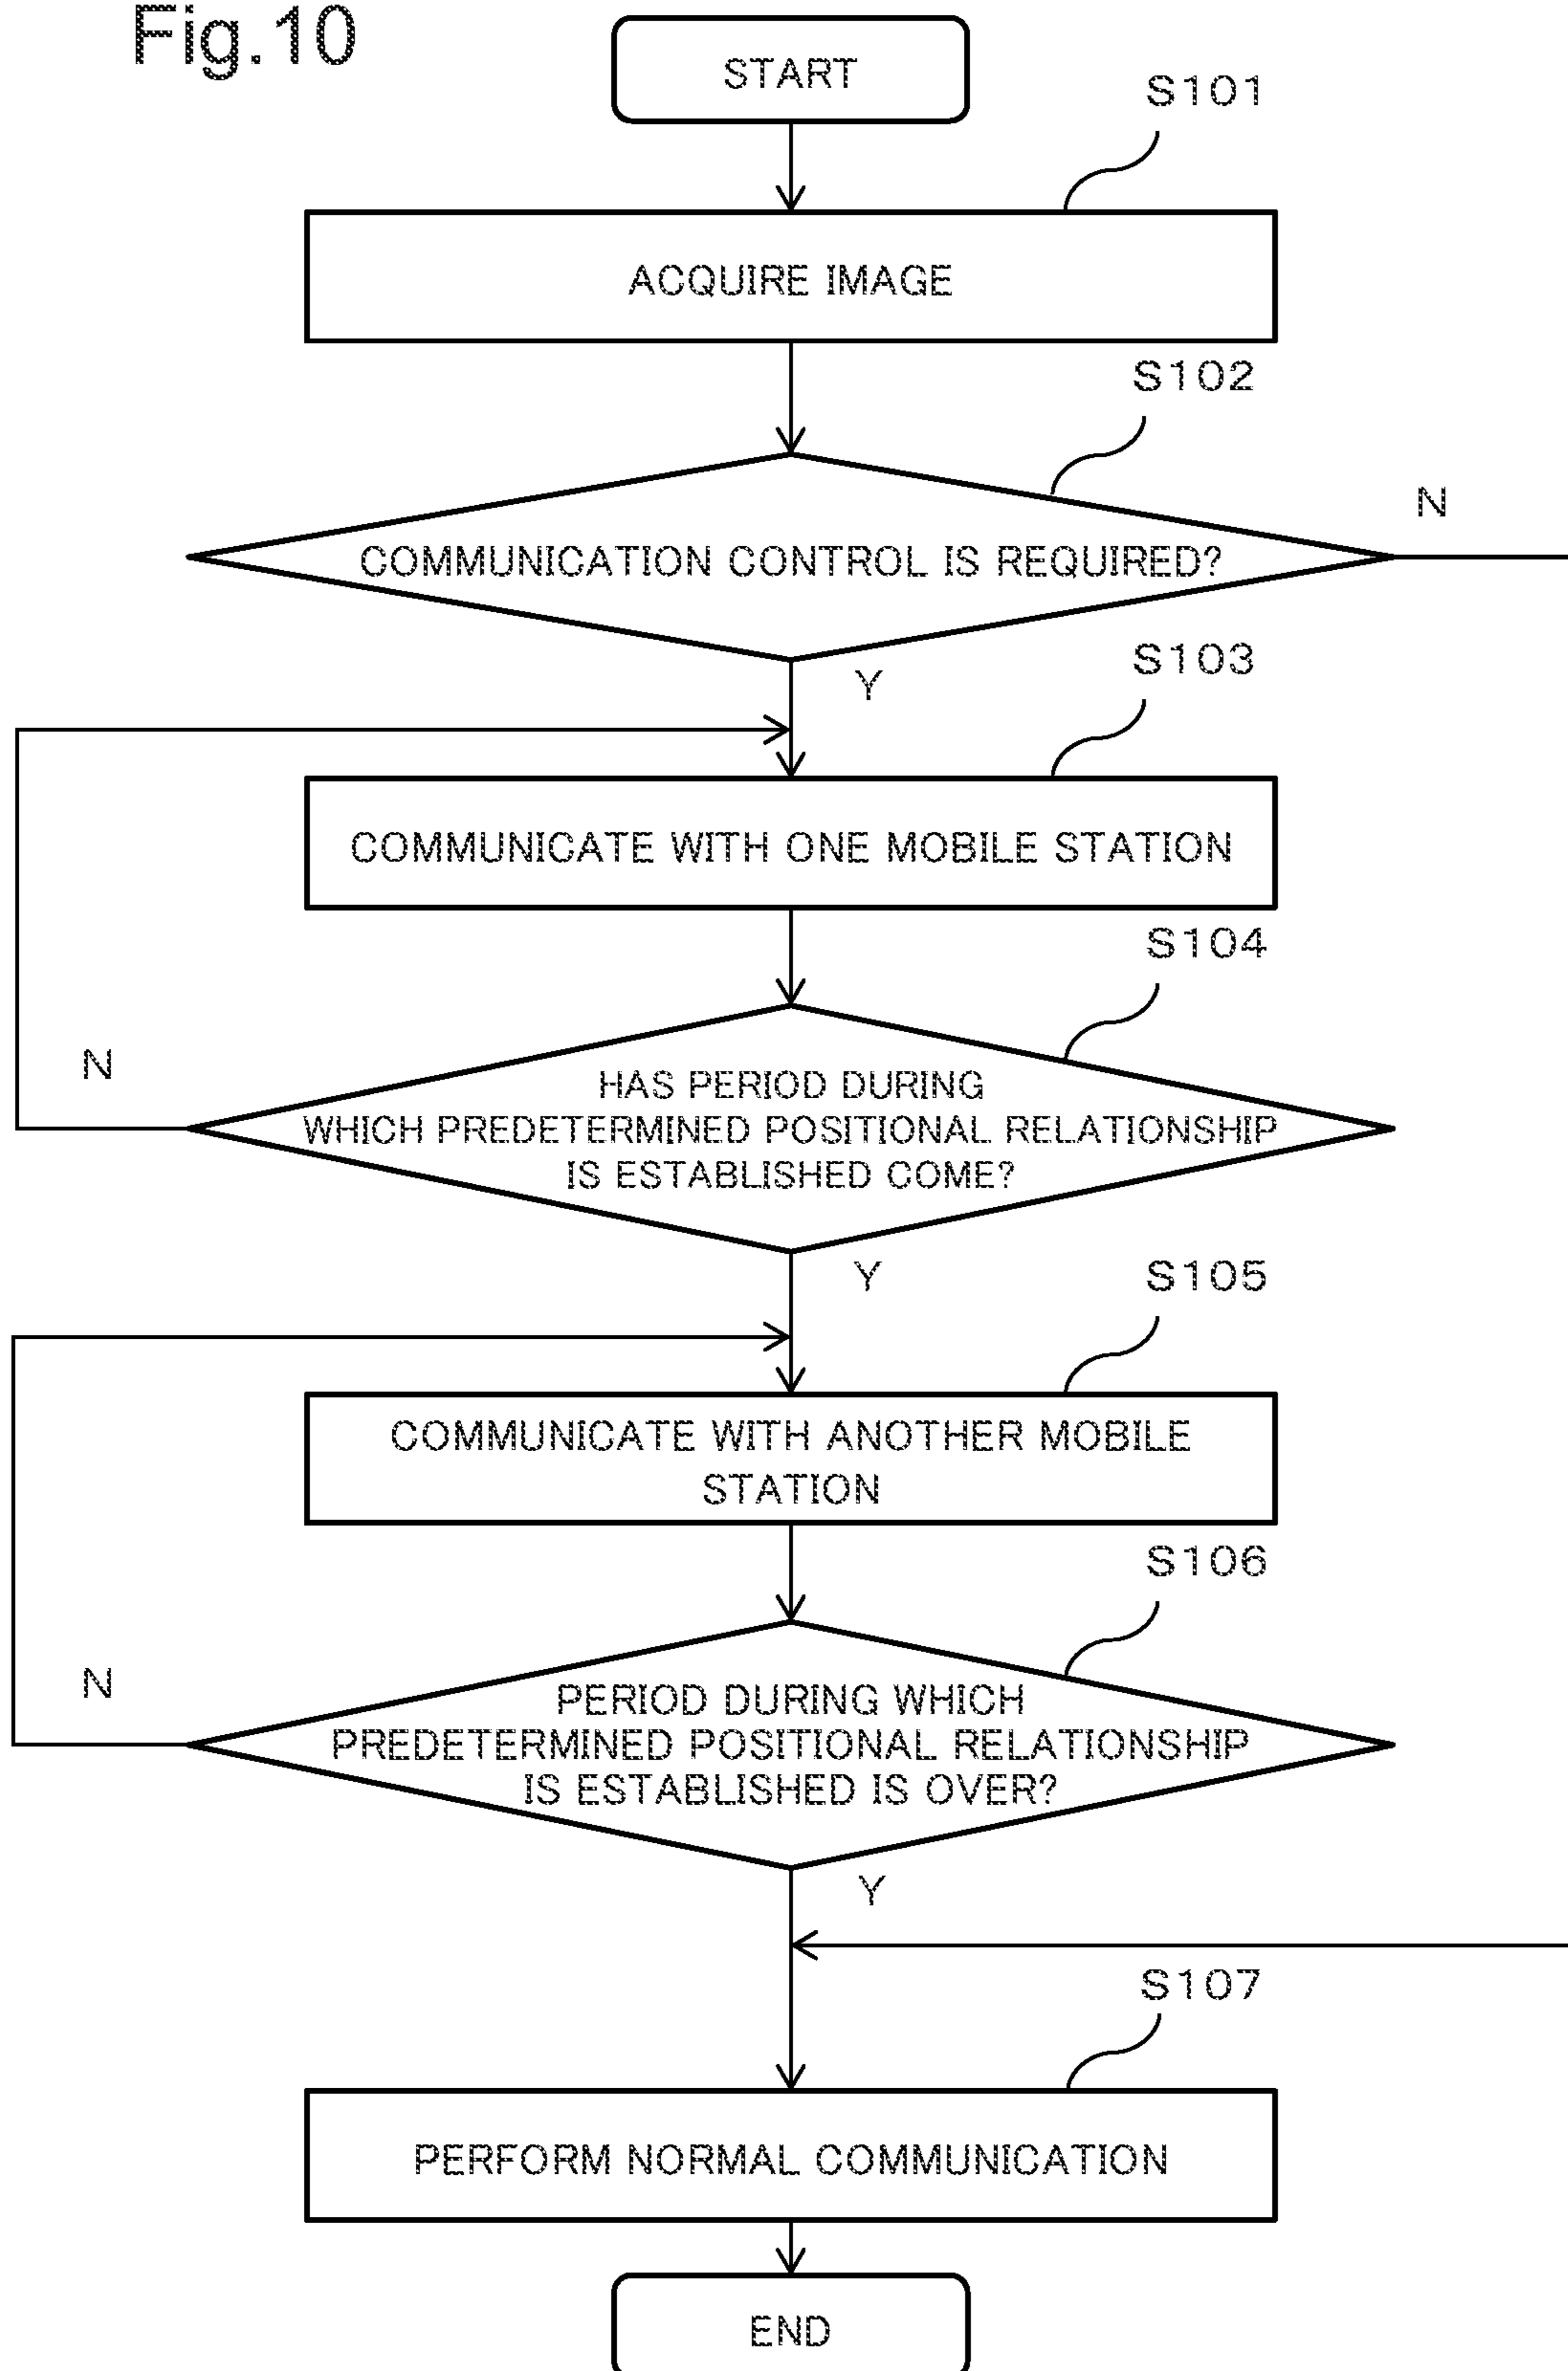 Fig.10
START
S101
ACQUIRE IMAGE
S102
N
COMMUNICATION CONTROL IS REQUIRED?
Y
S103
COMMUNICATE WITH ONE MOBILE STATION
S104
N
HAS PERIOD DURING
WHICH PREDETERMINED POSITIONAL RELATIONSHIP
IS ESTABLISHED COME?
Y
S105
COMMUNICATE WITH ANOTHER MOBILE
STATION
S106
N
PERIOD DURING WHICH
PREDETERMINED POSITIONAL RELATIONSHIP
IS ESTABLISHED IS OVER?
Y
S107
PERFORM NORMAL COMMUNICATION
END